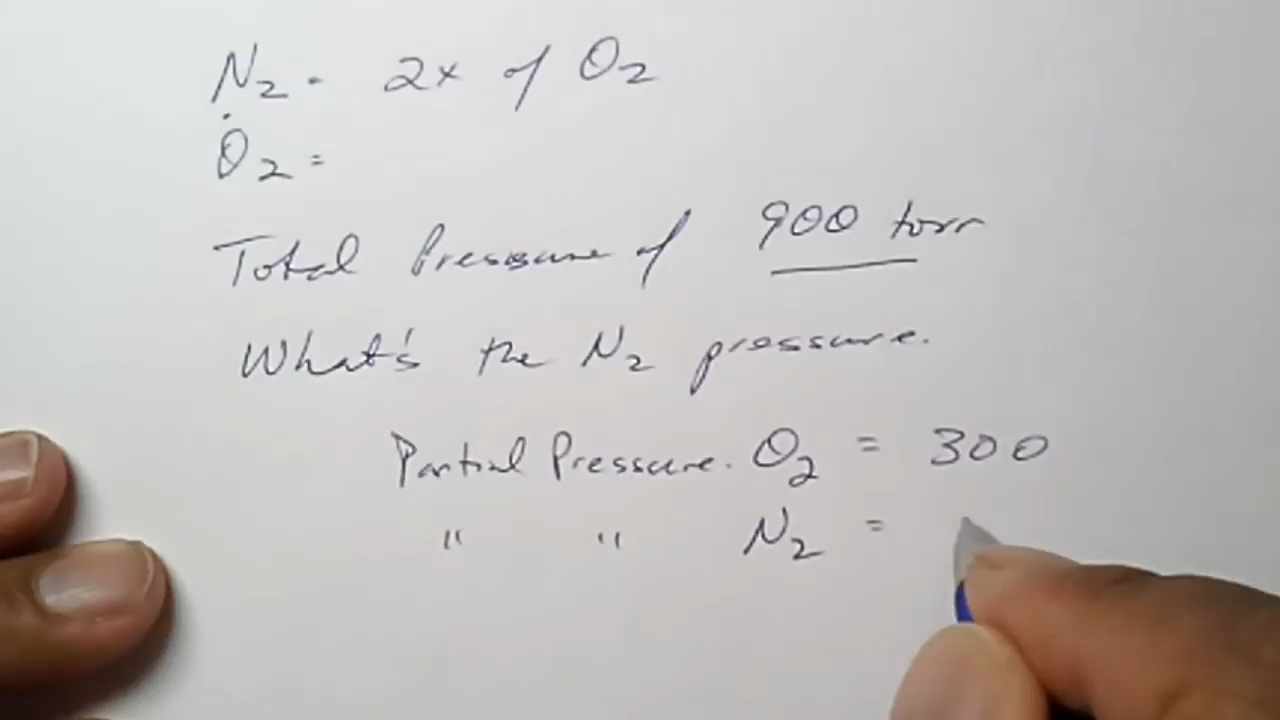 N2 - 2x of O2
O2 =
Total Pressure of 900 torr
What's the N2 pressure.
Partial Pressure. O2 = 300
" " N2 =